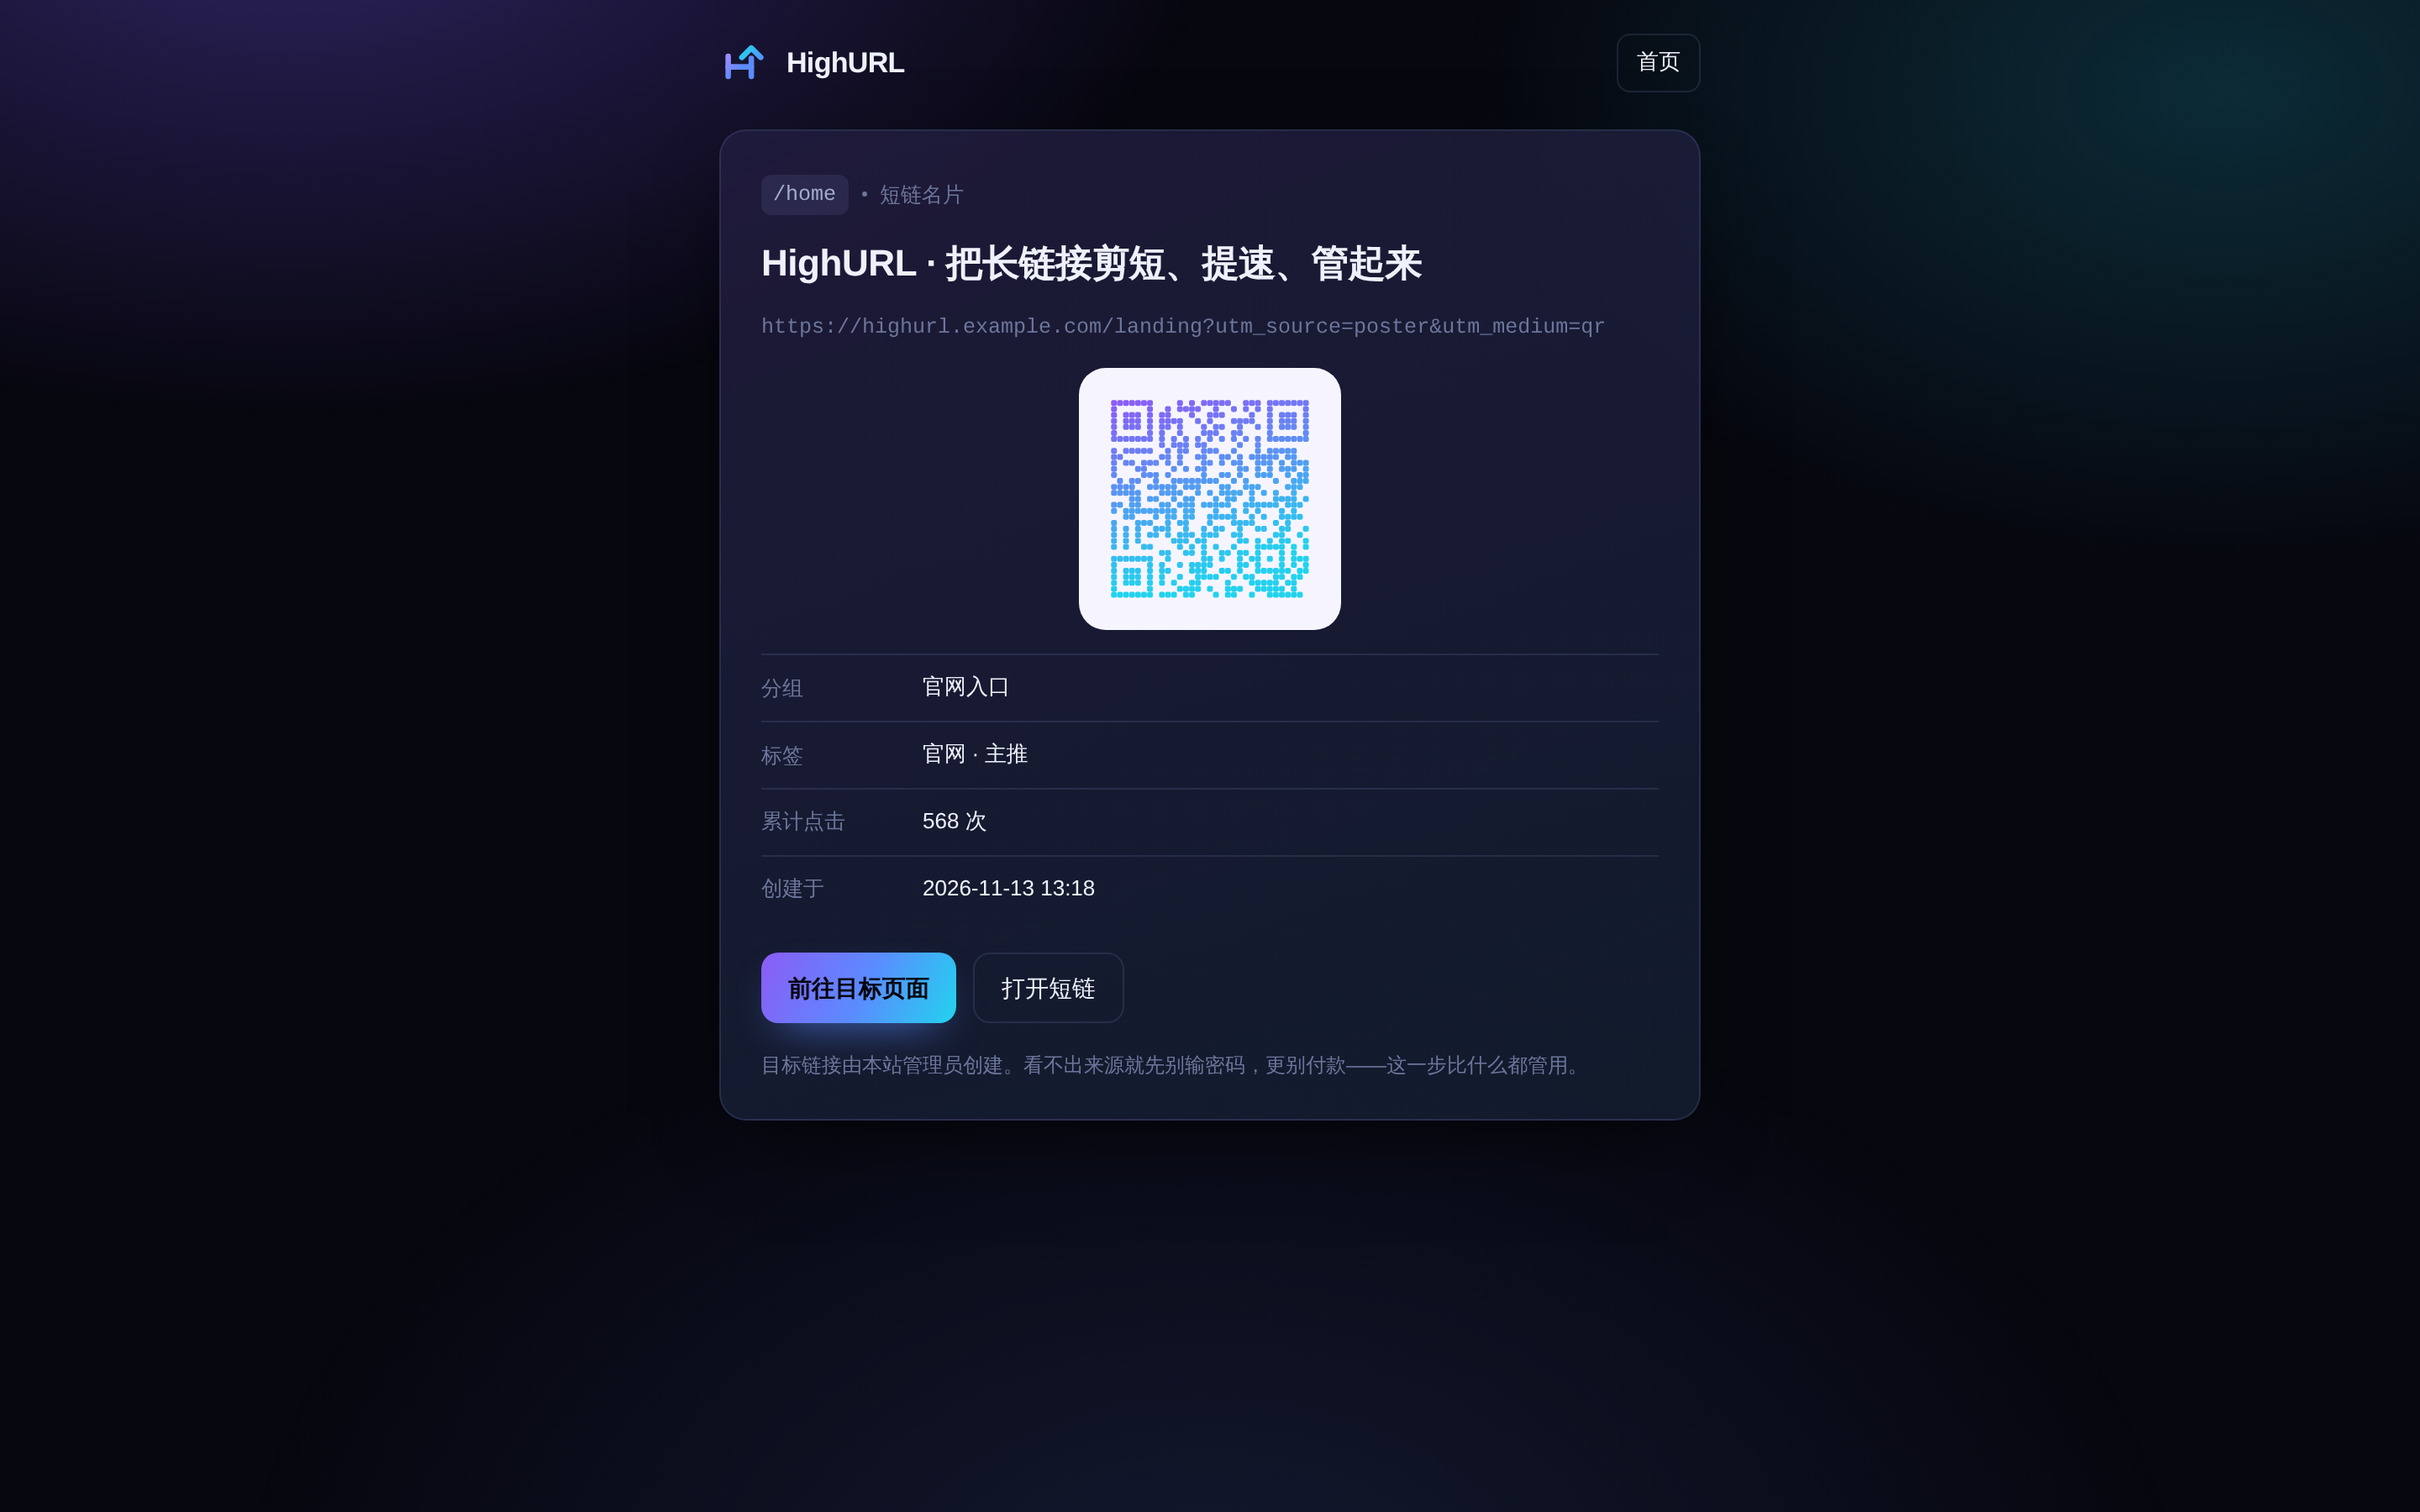 HighURL
首页
/home • 短链名片
HighURL · 把长链接剪短、提速、管起来
https://highurl.example.com/landing?utm_source=poster&utm_medium=qr
分组 官网入口
标签 官网 · 主推
累计点击 568 次
创建于 2026-11-13 13:18
前往目标页面 打开短链
目标链接由本站管理员创建。看不出来源就先别输密码，更别付款——这一步比什么都管用。